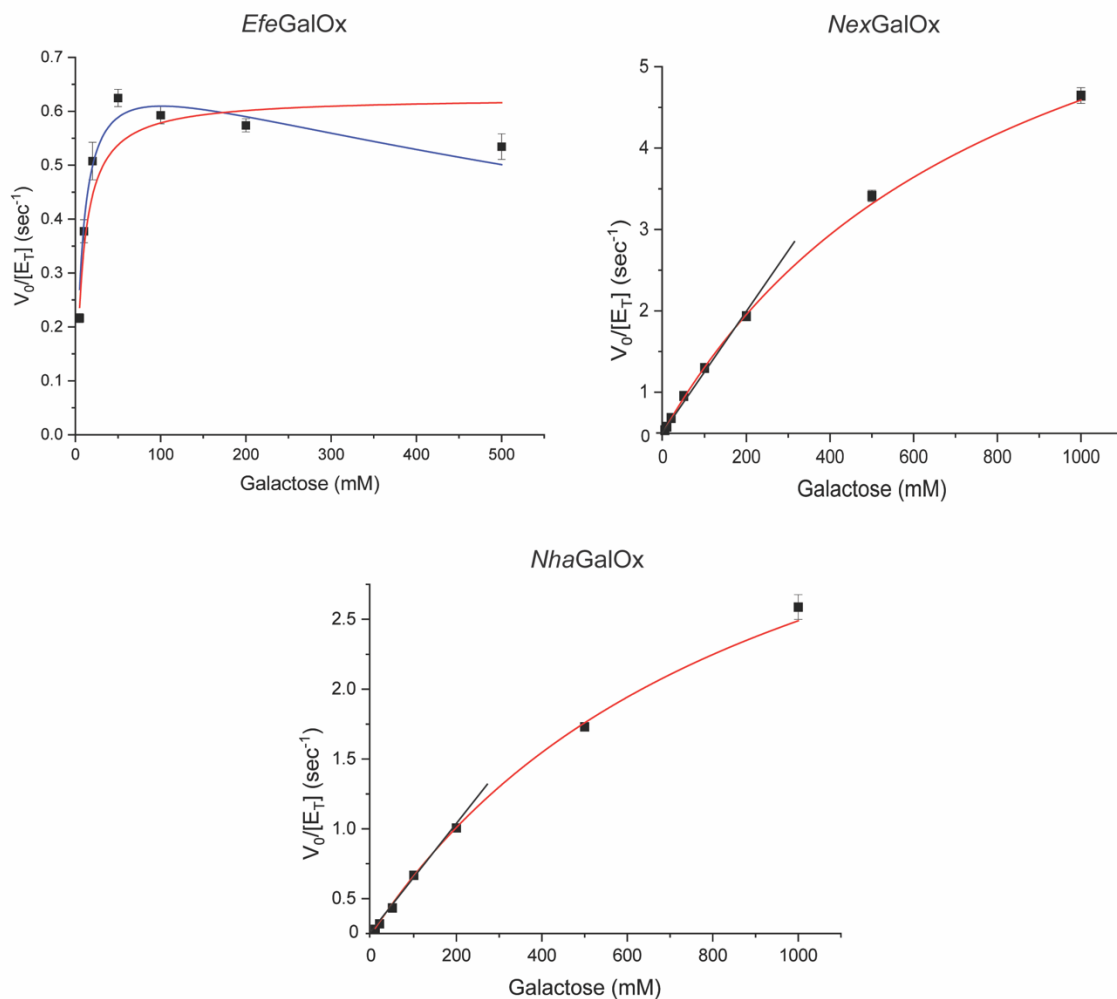 EfeGalOx
0.7
0.6
0.5
0.4
0.3
0.2
0.1
0.0
V₀/[E_T] (sec⁻¹)
0 100 200 300 400 500
Galactose (mM)
NexGalOx
5
4
3
2
1
0
V₀/[E_T] (sec⁻¹)
0 200 400 600 800 1000
Galactose (mM)
NhaGalOx
2.5
2.0
1.5
1.0
0.5
0
V₀/[E_T] (sec⁻¹)
0 200 400 600 800 1000
Galactose (mM)